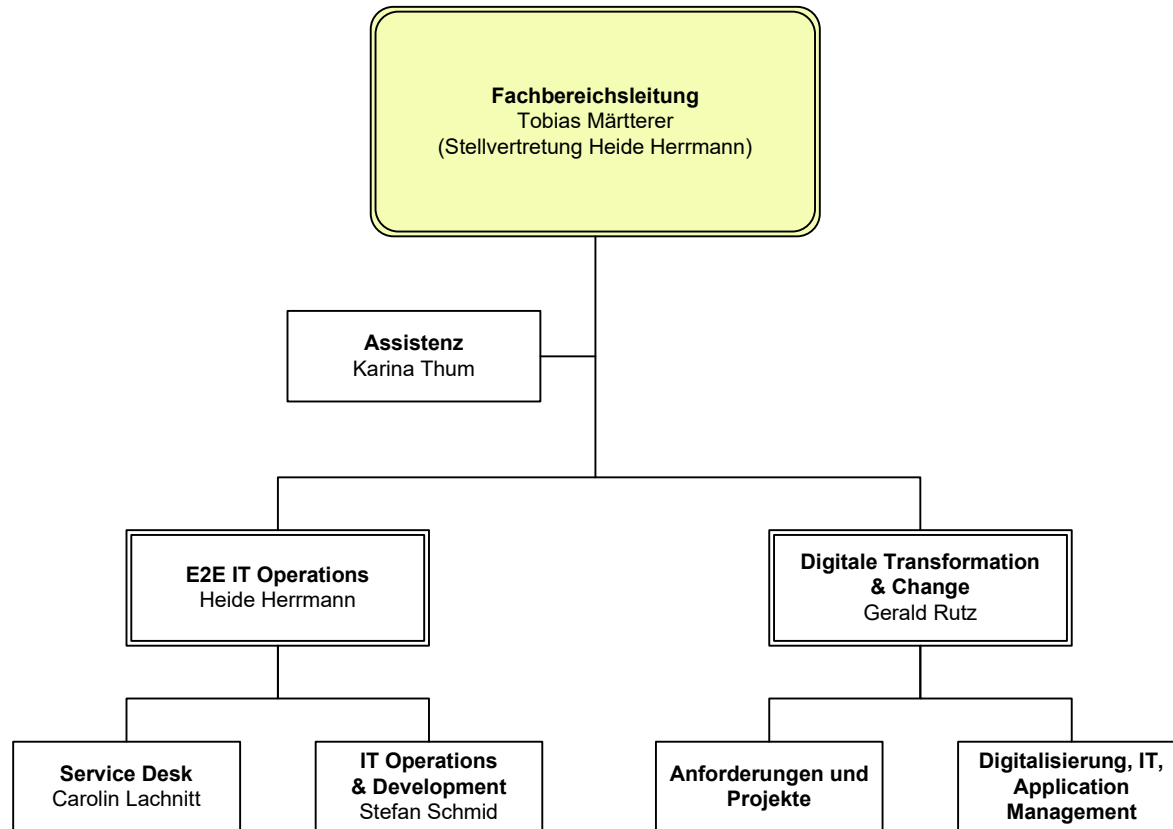 Fachbereichsleitung
Tobias Märtterer
(Stellvertretung Heide Herrmann)
Assistenz
Karina Thum
E2E IT Operations
Heide Herrmann
Digitale Transformation
& Change
Gerald Rutz
Service Desk
Carolin Lachnitt
IT Operations
& Development
Stefan Schmid
Anforderungen und
Projekte
Digitalisierung, IT,
Application
Management